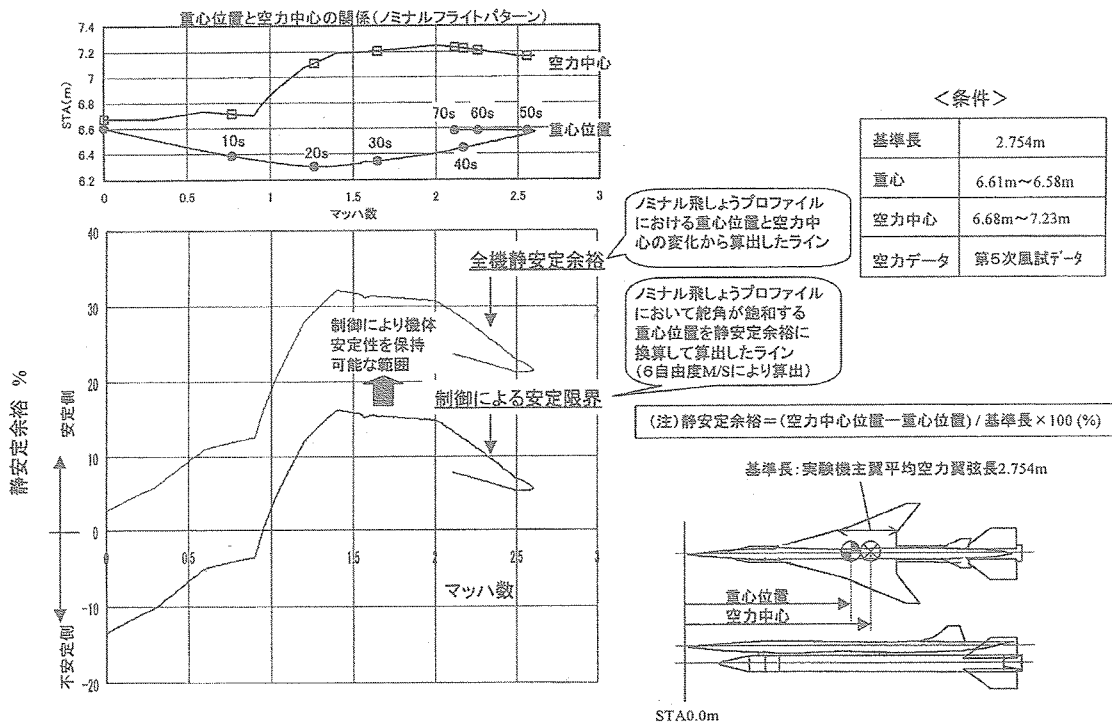 重心位置と空力中心の関係(ノミナルフライトパターン)
7.4
7.2
7
6.8
6.6
6.4
6.2
STA(m)
空力中心
重心位置
10s
20s
30s
40s
70s
60s
50s
0
0.5
1
1.5
2
2.5
3
マッハ数
40
30
20
10
0
-10
-20
静安定余裕 %
安定側
不安定側
全機静安定余裕
制御により機体
安定性を保持
可能な範囲
制御による安定限界
0
0.5
1
1.5
2
2.5
3
マッハ数
ノミナル飛しょうプロファイル
における重心位置と空力中
心の変化から算出したライン
ノミナル飛しょうプロファイル
において舵角が飽和する
重心位置を静安定余裕に
換算して算出したライン
(6自由度M/Sにより算出)
<条件>
基準長 2.754m
重心 6.61m~6.58m
空力中心 6.68m~7.23m
空力データ 第5次風試データ
(注)静安定余裕=(空力中心位置ー重心位置)/基準長×100(%)
基準長:実験機主翼平均空力翼弦長2.754m
重心位置
空力中心
STA0.0m